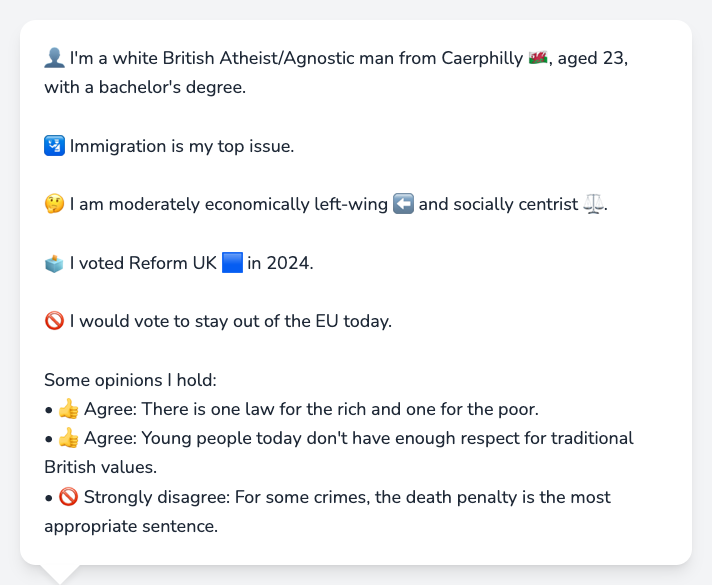 👤 I'm a white British Atheist/Agnostic man from Caerphilly 🏴󠁧󠁢󠁷󠁬󠁳󠁿, aged 23,
with a bachelor's degree.
🛂 Immigration is my top issue.
🤔 I am moderately economically left-wing ⬅️ and socially centrist ⚖️.
🗳️ I voted Reform UK 🟦 in 2024.
🚫 I would vote to stay out of the EU today.
Some opinions I hold:
• 👍 Agree: There is one law for the rich and one for the poor.
• 👍 Agree: Young people today don't have enough respect for traditional
British values.
• 🚫 Strongly disagree: For some crimes, the death penalty is the most
appropriate sentence.